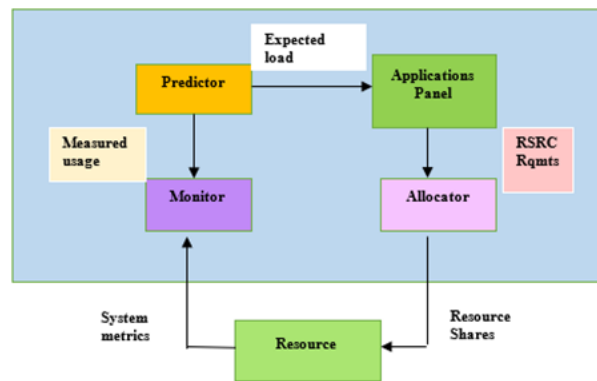 Expected
load
Predictor
Applications
Panel
Measured
usage
RSRC
Rqmts
Monitor
Allocator
System
metrics
Resource
Shares
Resource